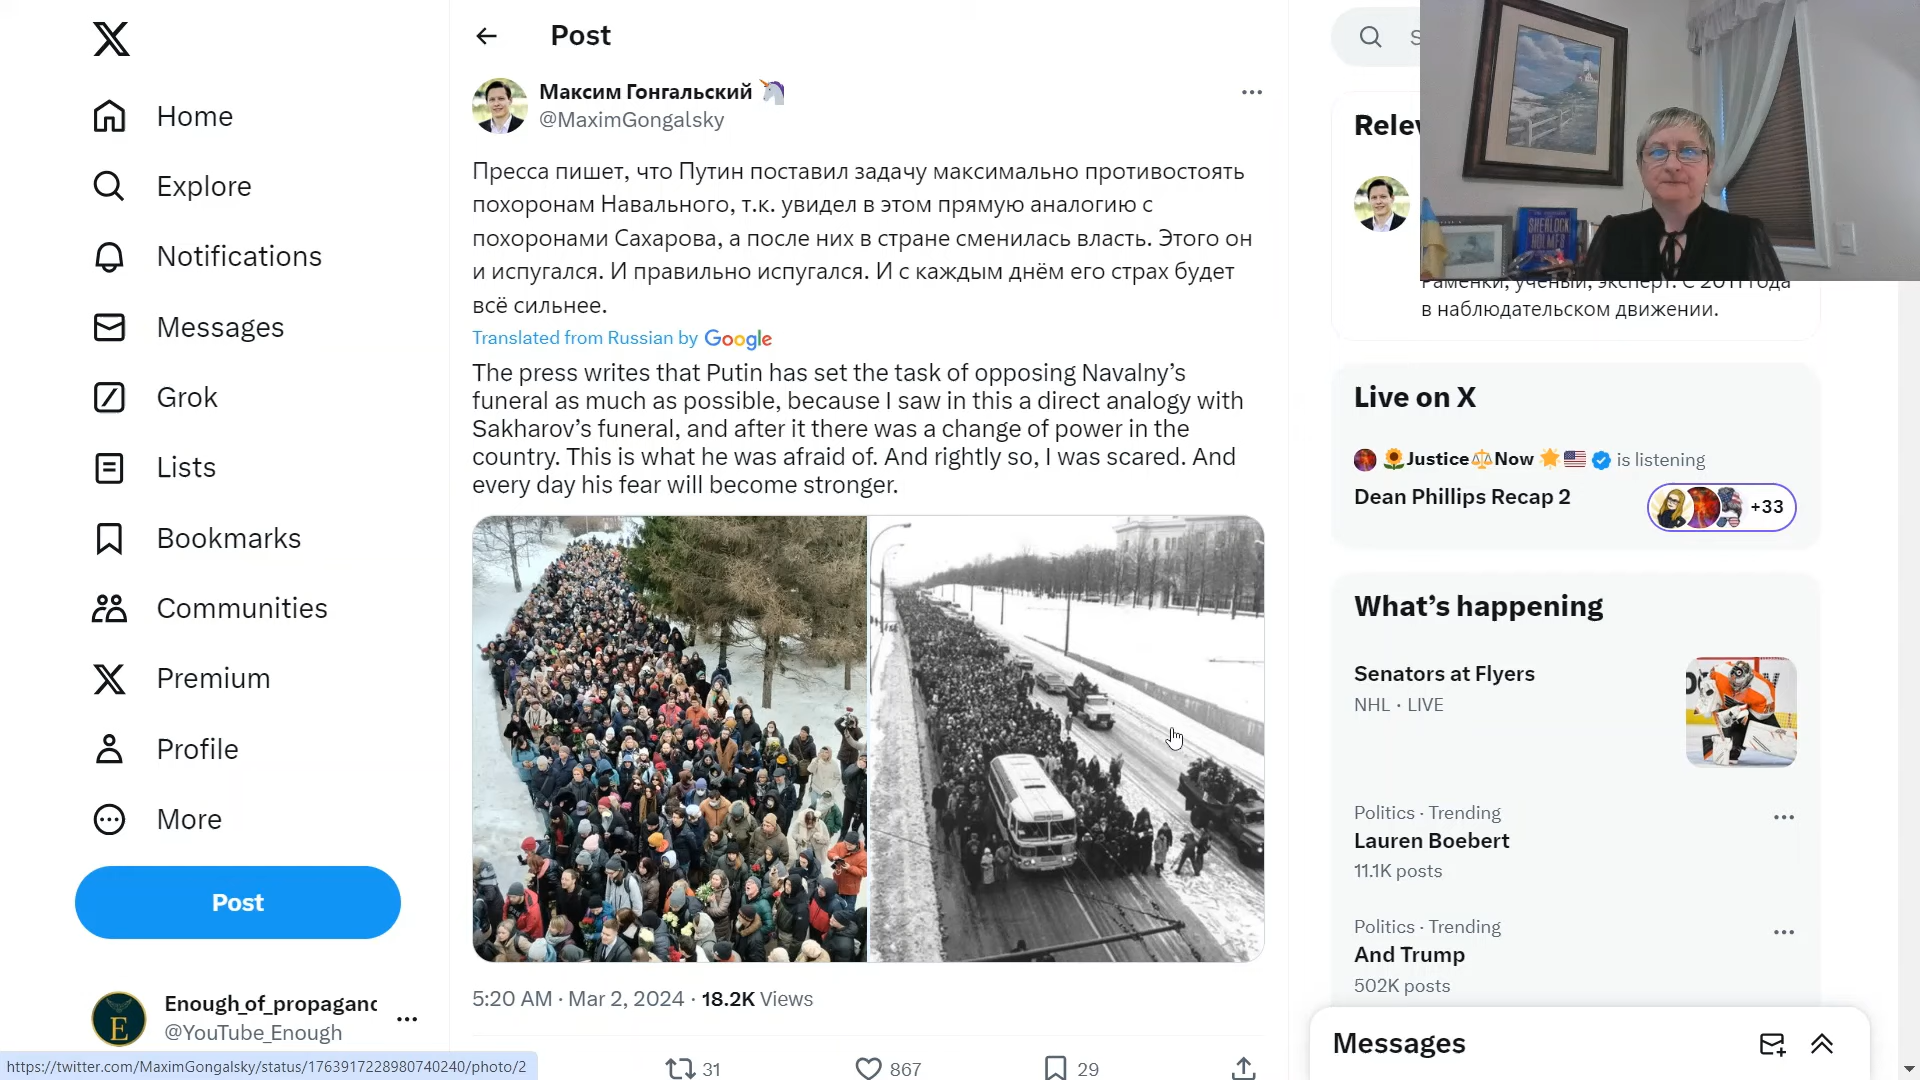 Home
Explore
Notifications
Messages
Grok
Lists
Bookmarks
Communities
Premium
Profile
More
Post
Enough_of_propaganc
@YouTube_Enough
https://twitter.com/MaximGongalsky/status/1763917228980740240/photo/2
Post
Максим Гонгальский
@MaximGongalsky
Пресса пишет, что Путин поставил задачу максимально противостоять
похоронам Навального, т.к. увидел в этом прямую аналогию с
похоронами Сахарова, а после них в стране сменилась власть. Этого он
и испугался. И правильно испугался. И с каждым днём его страх будет
всё сильнее.
Translated from Russian by Google
The press writes that Putin has set the task of opposing Navalny’s
funeral as much as possible, because I saw in this a direct analogy with
Sakharov’s funeral, and after it there was a change of power in the
country. This is what he was afraid of. And rightly so, I was scared. And
every day his fear will become stronger.
5:20 AM · Mar 2, 2024 · 18.2K Views
31
867
29
S
Relev
SHERLOCK
HOLMES
Раменки, учёный, эксперт. С 2011 года
в наблюдательском движении.
Live on X
Justice Now is listening
Dean Phillips Recap 2
+33
What’s happening
Senators at Flyers
NHL · LIVE
Politics · Trending
Lauren Boebert
11.1K posts
Politics · Trending
And Trump
502K posts
Messages